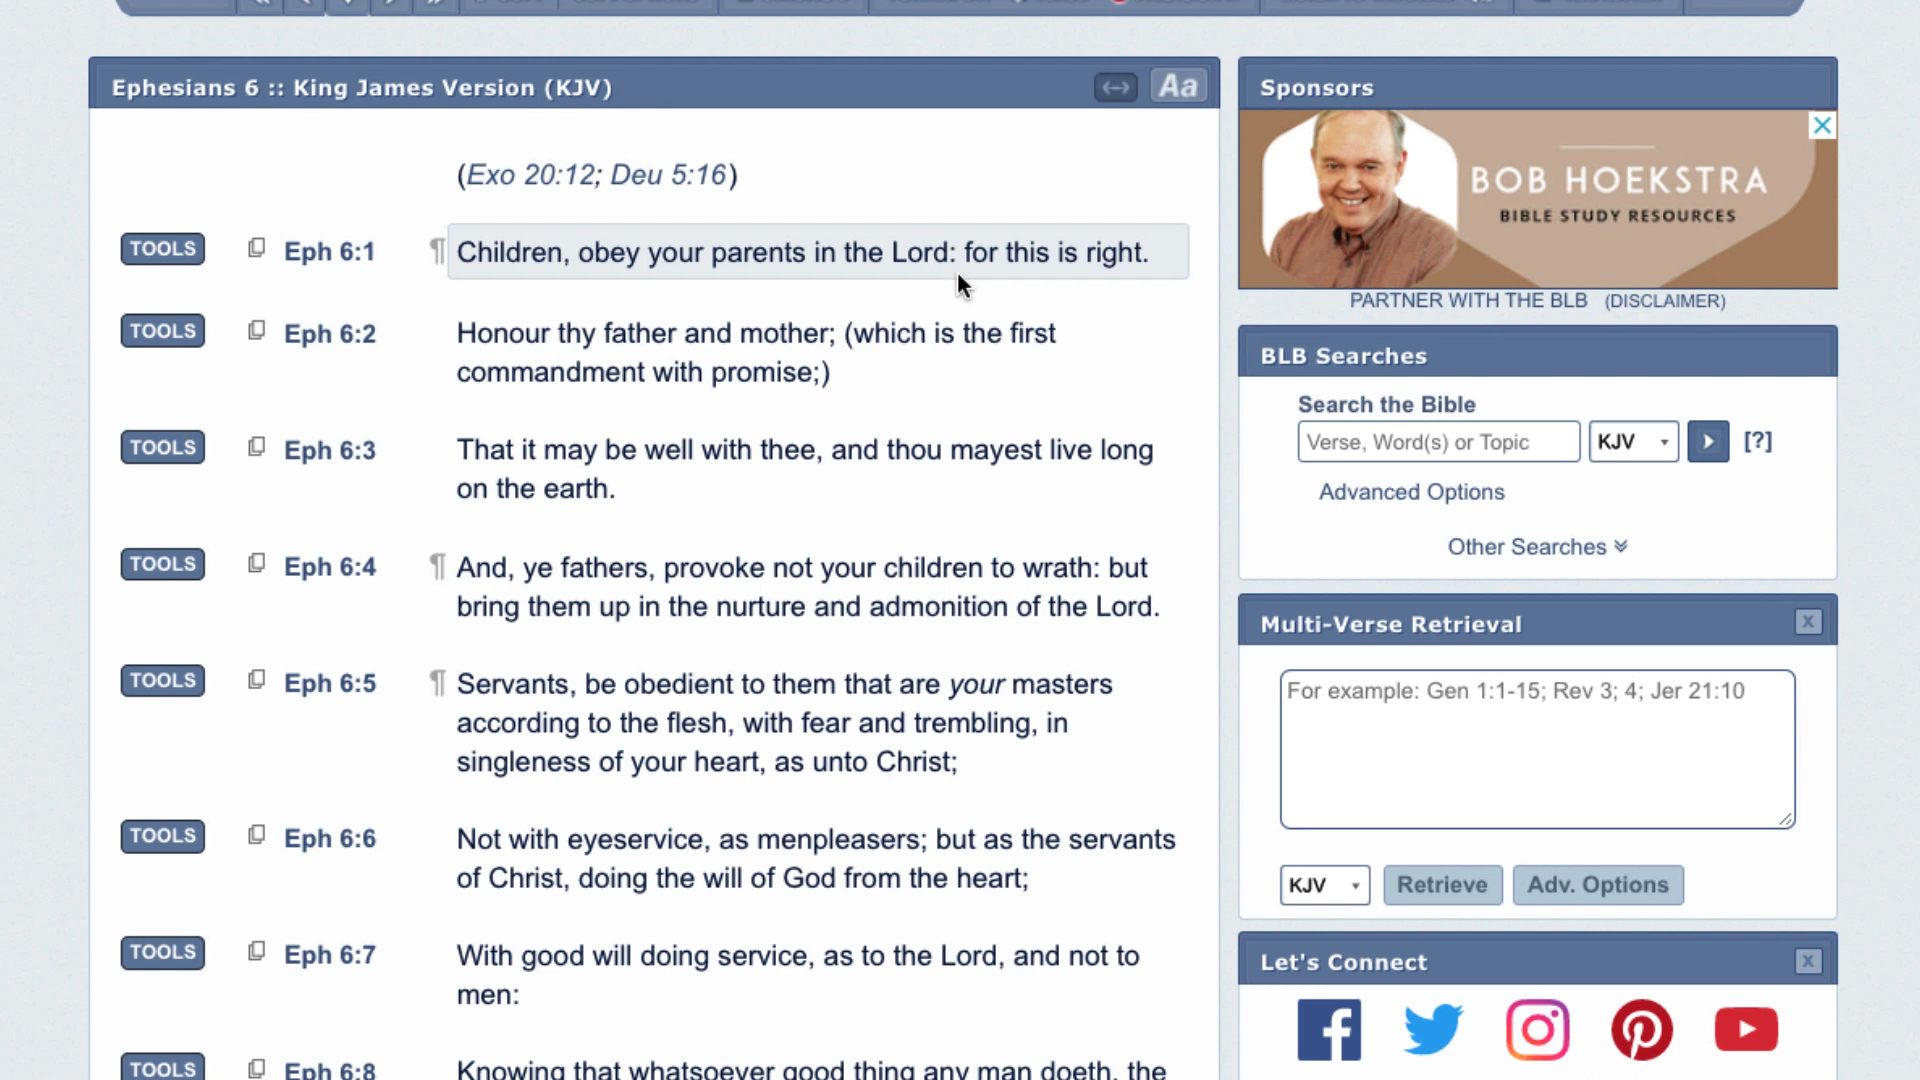 Ephesians 6 :: King James Version (KJV)
Aa
(Exo 20:12; Deu 5:16)
TOOLS Eph 6:1 ¶ Children, obey your parents in the Lord: for this is right.
TOOLS Eph 6:2 Honour thy father and mother; (which is the first
commandment with promise;)
TOOLS Eph 6:3 That it may be well with thee, and thou mayest live long
on the earth.
TOOLS Eph 6:4 ¶ And, ye fathers, provoke not your children to wrath: but
bring them up in the nurture and admonition of the Lord.
TOOLS Eph 6:5 ¶ Servants, be obedient to them that are your masters
according to the flesh, with fear and trembling, in
singleness of your heart, as unto Christ;
TOOLS Eph 6:6 Not with eyeservice, as menpleasers; but as the servants
of Christ, doing the will of God from the heart;
TOOLS Eph 6:7 With good will doing service, as to the Lord, and not to
men:
TOOLS Eph 6:8 Knowing that whatsoever good thing any man doeth, the
Sponsors
BOB HOEKSTRA
BIBLE STUDY RESOURCES
PARTNER WITH THE BLB (DISCLAIMER)
BLB Searches
Search the Bible
Verse, Word(s) or Topic KJV [?]
Advanced Options
Other Searches
Multi-Verse Retrieval X
For example: Gen 1:1-15; Rev 3; 4; Jer 21:10
KJV Retrieve Adv. Options
Let's Connect X